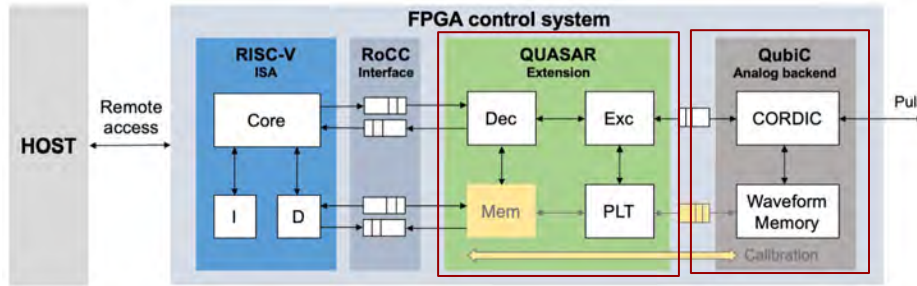 FPGA control system
RISC-V
ISA
RoCC
Interface
QUASAR
Extension
QubiC
Analog backend
HOST
Remote
access
Core
I
D
Dec
Exc
Mem
PLT
CORDIC
Waveform
Memory
Calibration
Pul